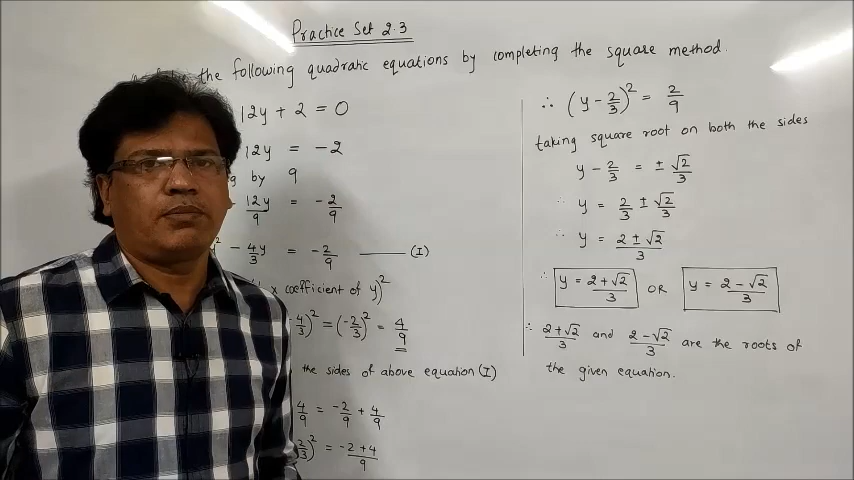 Practice Set 2.3
the following quadratic equations by completing the square method.
12y + 2 = 0
12y = -2
by 9
12y/9 = -2/9
- 4/3 y = -2/9 —— (I)
x coefficient of y)²
4/3)² = (-2/3)² = 4/9
the sides of above equation (I)
4/9 = -2/9 + 4/9
2/3)² = -2+4/9
∴ (y - 2/3)² = 2/9
taking square root on both the sides
y - 2/3 = ± √2/3
∴ y = 2/3 ± √2/3
∴ y = 2 ± √2/3
∴ y = 2+√2/3 OR y = 2-√2/3
∴ 2+√2/3 and 2-√2/3 are the roots of
the given equation.